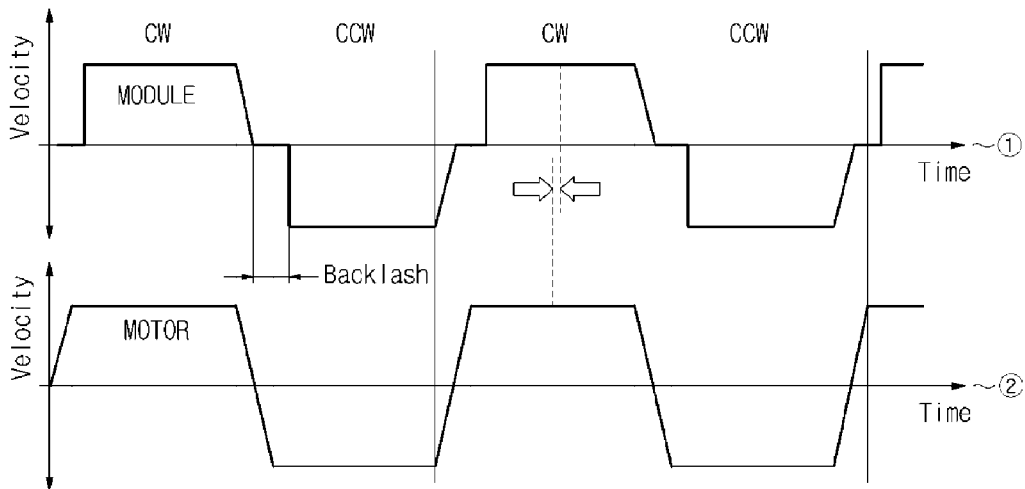 CW CCW CW CCW
Velocity
MODULE
~①
Time
Backlash
Velocity
MOTOR
~②
Time